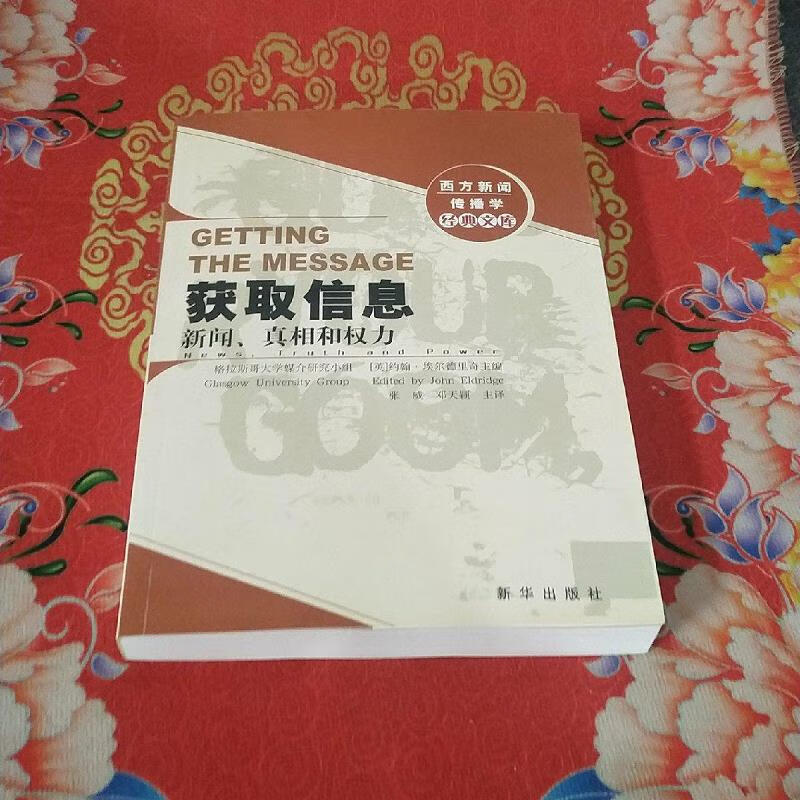 西方新闻
传播学
经典文库
GETTING
THE MESSAGE
获取信息
新闻、真相和权力
News, Truth and Power
格拉斯哥大学媒介研究小组 [英]约翰·埃尔德里奇主编
Glasgow University Group Edited by John Eldridge
张威 邓天颖 主译
新华出版社